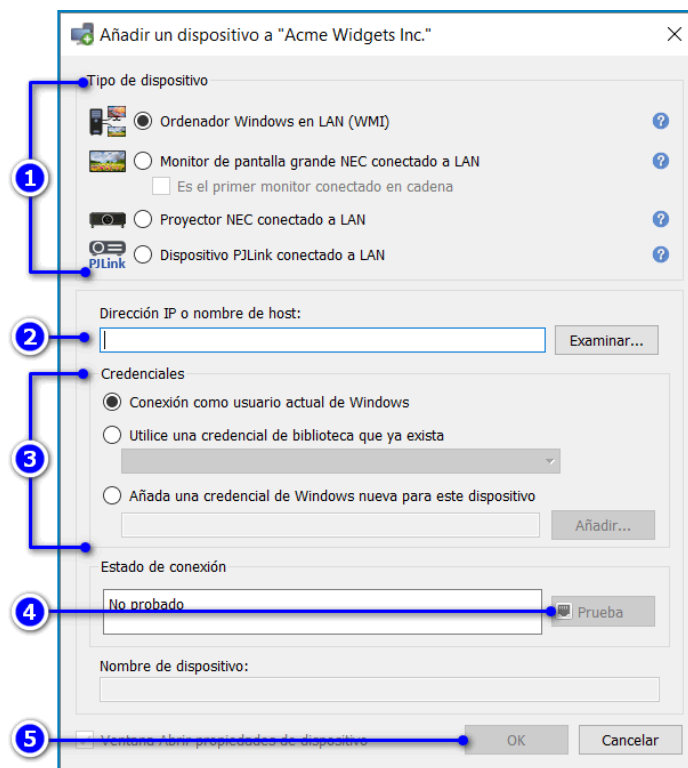 Añadir un dispositivo a "Acme Widgets Inc."
Tipo de dispositivo
1
Ordenador Windows en LAN (WMI)
?
Monitor de pantalla grande NEC conectado a LAN
?
Es el primer monitor conectado en cadena
Proyector NEC conectado a LAN
?
PJLink
Dispositivo PJLink conectado a LAN
?
Dirección IP o nombre de host:
2
Examinar...
Credenciales
Conexión como usuario actual de Windows
Utilice una credencial de biblioteca que ya exista
3
Añada una credencial de Windows nueva para este dispositivo
Añadir...
Estado de conexión
No probado
4
Prueba
Nombre de dispositivo:
5
Ventana Abrir propiedades de dispositivo
OK
Cancelar